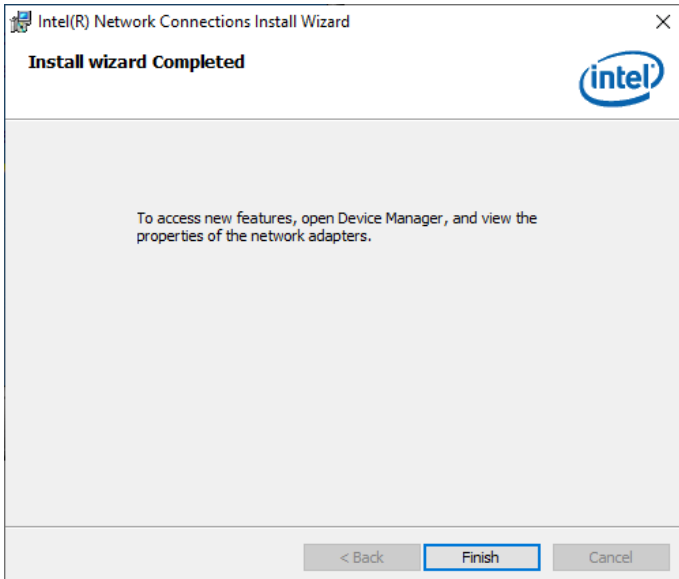 Intel(R) Network Connections Install Wizard
Install wizard Completed
intel
To access new features, open Device Manager, and view the
properties of the network adapters.
< Back
Finish
Cancel